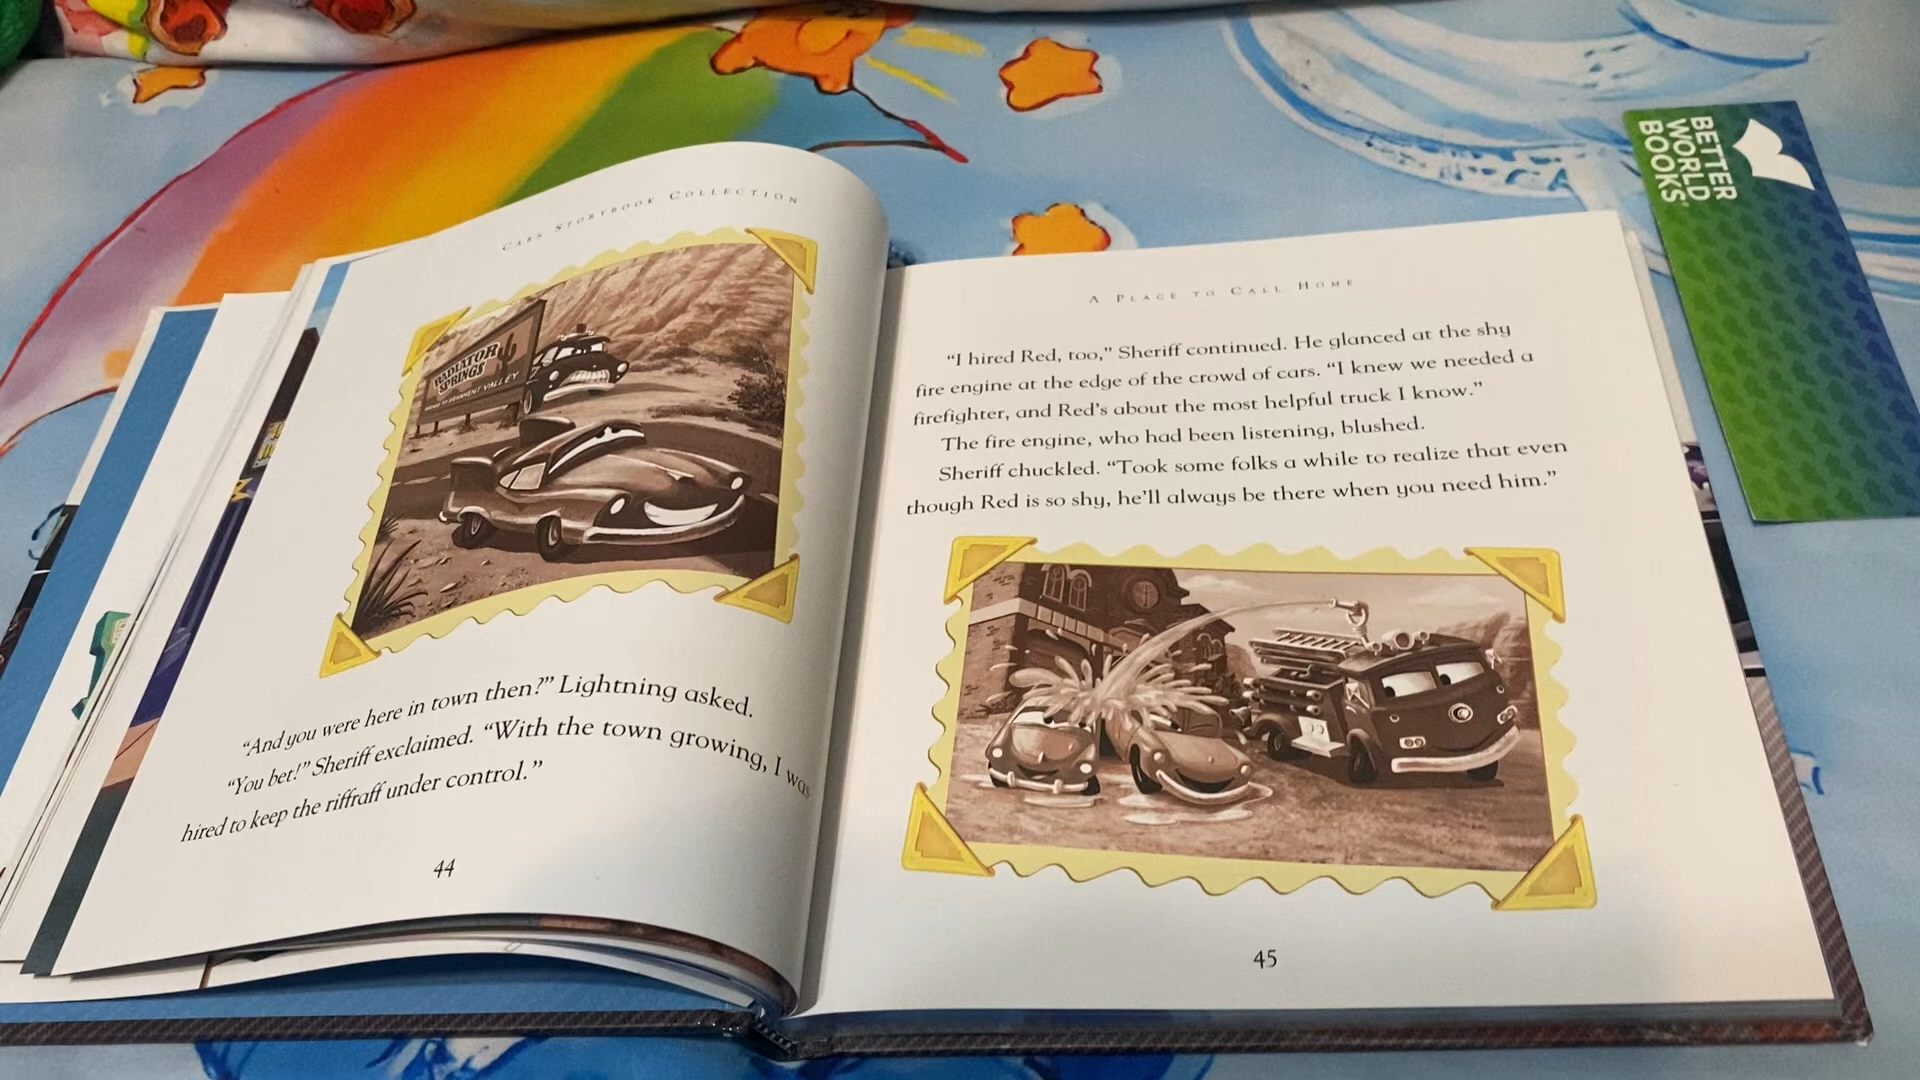 CARS STORYBOOK COLLECTION
RADIATOR
SPRINGS
“And you were here in town then?” Lightning asked.
“You bet!” Sheriff exclaimed. “With the town growing, I was
hired to keep the riffraff under control.”
44
A PLACE TO CALL HOME
“I hired Red, too,” Sheriff continued. He glanced at the shy
fire engine at the edge of the crowd of cars. “I knew we needed a
firefighter, and Red’s about the most helpful truck I know.”
The fire engine, who had been listening, blushed.
Sheriff chuckled. “Took some folks a while to realize that even
though Red is so shy, he’ll always be there when you need him.”
45
BETTER
WORLD
BOOKS